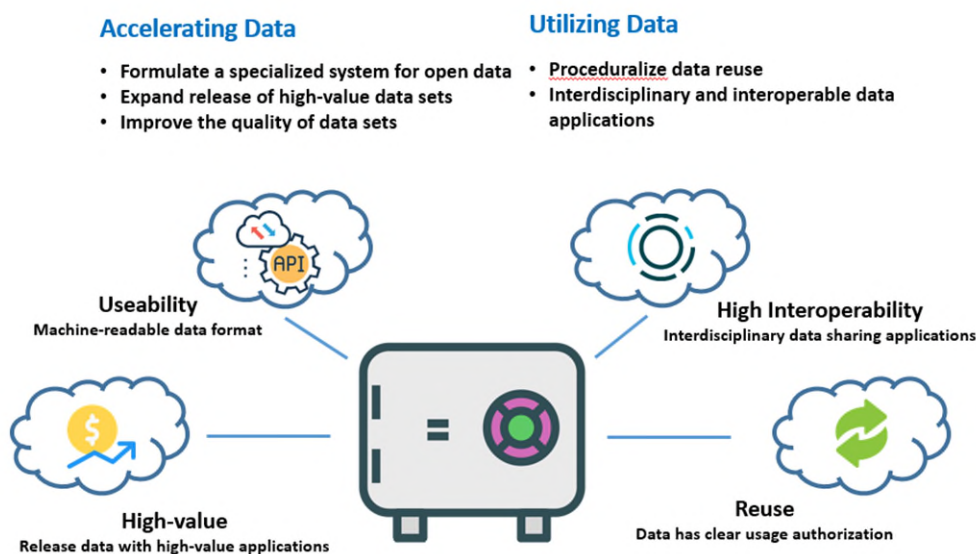 Accelerating Data
• Formulate a specialized system for open data
• Expand release of high-value data sets
• Improve the quality of data sets
Utilizing Data
• Proceduralize data reuse
• Interdisciplinary and interoperable data
applications
API
Useability
Machine-readable data format
High Interoperability
Interdisciplinary data sharing applications
$
High-value
Release data with high-value applications
Reuse
Data has clear usage authorization